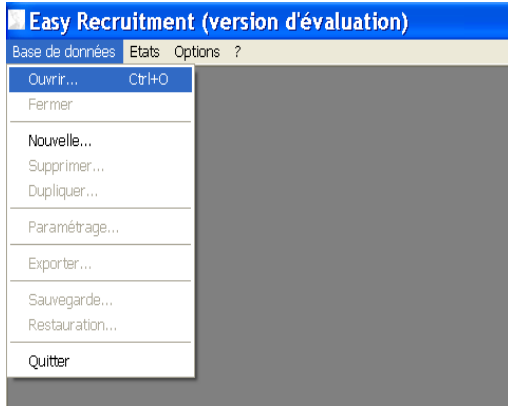 Easy Recruitment (version d'évaluation)
Base de données Etats Options ?
Ouvrir... Ctrl+O
Fermer
Nouvelle...
Supprimer...
Dupliquer...
Paramétrage...
Exporter...
Sauvegarde...
Restauration...
Quitter